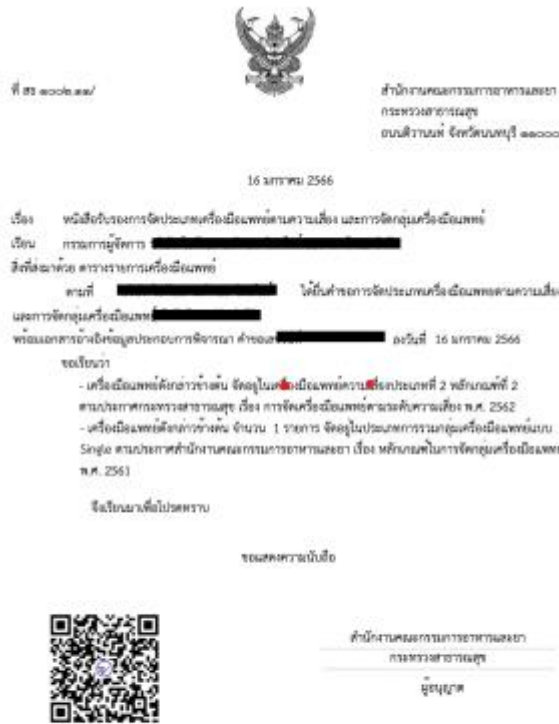 ที่ สธ ๑๐๐๒.๑๑/
สำนักงานคณะกรรมการอาหารและยา
กระทรวงสาธารณสุข
ถนนติวานนท์ จังหวัดนนทบุรี ๑๑๐๐๐
16 มกราคม 2566
เรื่อง หนังสือรับรองการจัดประเภทเครื่องมือแพทย์ตามความเสี่ยง และการจัดกลุ่มเครื่องมือแพทย์
เรียน กรรมการผู้จัดการ
สิ่งที่ส่งมาด้วย ตารางรายการเครื่องมือแพทย์
ตามที่ ได้ยื่นคำขอการจัดประเภทเครื่องมือแพทย์ตามความเสี่ยง
และการจัดกลุ่มเครื่องมือแพทย์
พร้อมเอกสารอ้างอิงข้อมูลประกอบการพิจารณา คำขอ ลงวันที่ 16 มกราคม 2566
ขอเรียนว่า
- เครื่องมือแพทย์ดังกล่าวข้างต้น จัดอยู่ในเครื่องมือแพทย์ความเสี่ยงประเภทที่ 2 หลักเกณฑ์ที่ 2
ตามประกาศกระทรวงสาธารณสุข เรื่อง การจัดเครื่องมือแพทย์ตามระดับความเสี่ยง พ.ศ. 2562
- เครื่องมือแพทย์ดังกล่าวข้างต้น จำนวน 1 รายการ จัดอยู่ในประเภทการรวมกลุ่มเครื่องมือแพทย์แบบ
Single ตามประกาศสำนักงานคณะกรรมการอาหารและยา เรื่อง หลักเกณฑ์ในการจัดกลุ่มเครื่องมือแพทย์
พ.ศ. 2561
จึงเรียนมาเพื่อโปรดทราบ
ขอแสดงความนับถือ
สำนักงานคณะกรรมการอาหารและยา
กระทรวงสาธารณสุข
ผู้อนุญาต